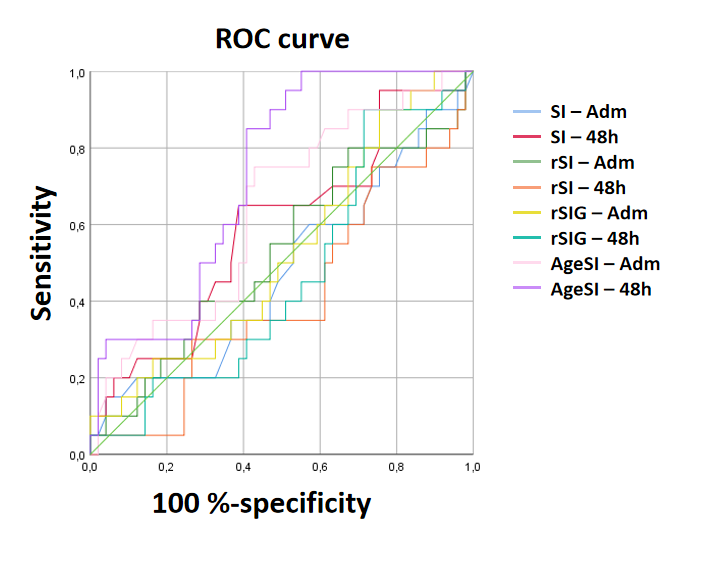 ROC curve
1,0
0,8
0,6
0,4
0,2
0,0
0,0 0,2 0,4 0,6 0,8 1,0
Sensitivity
100 %-specificity
SI – Adm
SI – 48h
rSI – Adm
rSI – 48h
rSIG – Adm
rSIG – 48h
AgeSI – Adm
AgeSI – 48h